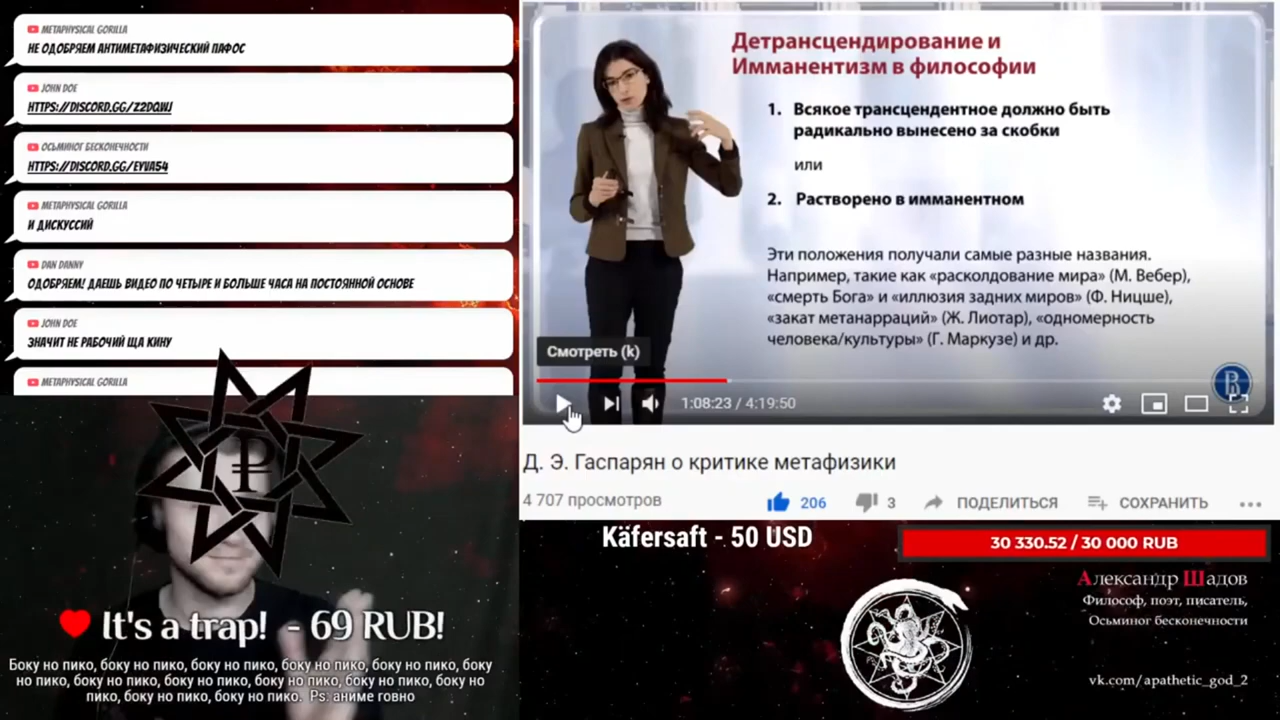 METAPHYSICAL GORILLA
НЕ ОДОБРЯЕМ АНТИМЕТАФИЗИЧЕСКИЙ ПАФОС
JOHN DOE
HTTPS://DISCORD.GG/Z2DQWJ
ОСЬМИНОГ БЕСКОНЕЧНОСТИ
HTTPS://DISCORD.GG/EYVA54
METAPHYSICAL GORILLA
И ДИСКУССИЙ
DAN DANNY
ОДОБРЯЕМ! ДАЕШЬ ВИДЕО ПО ЧЕТЫРЕ И БОЛЬШЕ ЧАСА НА ПОСТОЯННОЙ ОСНОВЕ
JOHN DOE
ЗНАЧИТ НЕ РАБОЧИЙ ЩА КИНУ
METAPHYSICAL GORILLA
₽
It's a trap! - 69 RUB!
Боку но пико, боку но пико, боку но пико, боку но пико, боку но
пико, боку но пико, боку но пико, боку но пико, боку но пико, боку но
пико, боку но пико, боку но пико. Ps: аниме говно
Детрансцендирование и
Имманентизм в философии
1. Всякое трансцендентное должно быть
радикально вынесено за скобки
или
2. Растворено в имманентном
Эти положения получали самые разные названия.
Например, такие как «расколдование мира» (М. Вебер),
«смерть Бога» и «иллюзия задних миров» (Ф. Ницше),
«закат метанарраций» (Ж. Лиотар), «одномерность
человека/культуры» (Г. Маркузе) и др.
Смотреть (k)
1:08:23 / 4:19:50
Д. Э. Гаспарян о критике метафизики
4 707 просмотров
206
3
ПОДЕЛИТЬСЯ
СОХРАНИТЬ
Käfersaft - 50 USD
30 330.52 / 30 000 RUB
Александр Шадов
Философ, поэт, писатель,
Осьминог бесконечности
vk.com/apathetic_god_2